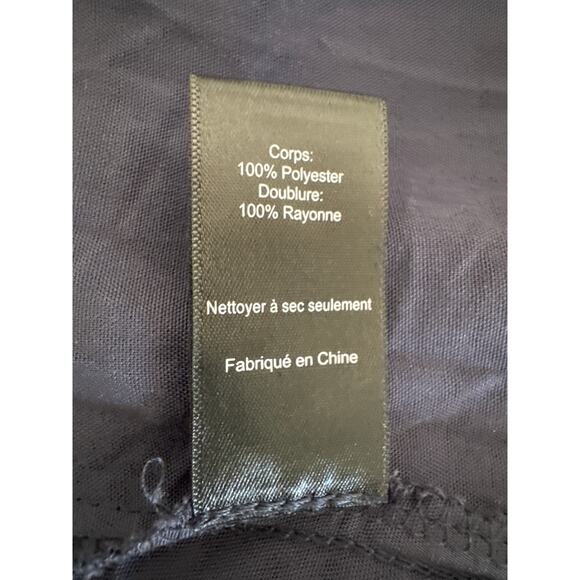 Corps:
100% Polyester
Doublure:
100% Rayonne
Nettoyer à sec seulement
Fabriqué en Chine